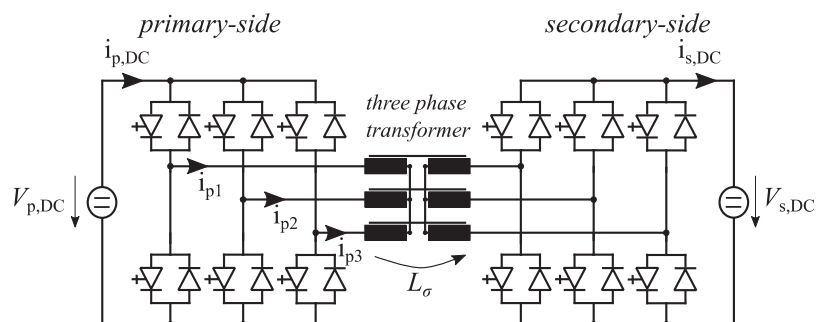 primary-side
secondary-side
i_p,DC
i_s,DC
three phase
transformer
i_p1
V_p,DC
V_s,DC
i_p2
i_p3
L_σ